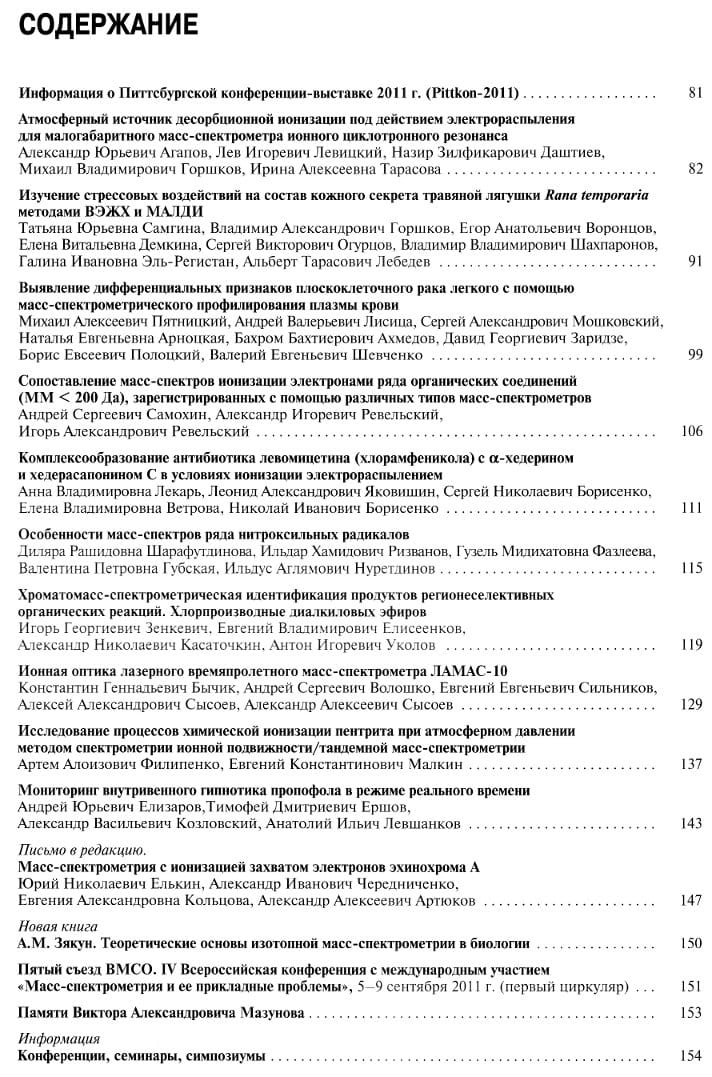 СОДЕРЖАНИЕ
Информация о Питтсбургской конференции-выставке 2011 г. (Pittkon-2011) .................. 81
Атмосферный источник десорбционной ионизации под действием электрораспыления
для малогабаритного масс-спектрометра ионного циклотронного резонанса
Александр Юрьевич Агапов, Лев Игоревич Левицкий, Назир Зилфикарович Даштиев,
Михаил Владимирович Горшков, Ирина Алексеевна Тарасова ............................ 82
Изучение стрессовых воздействий на состав кожного секрета травяной лягушки Rana temporaria
методами ВЭЖХ и МАЛДИ
Татьяна Юрьевна Самгина, Владимир Александрович Горшков, Егор Анатольевич Воронцов,
Елена Витальевна Демкина, Сергей Викторович Огурцов, Владимир Владимирович Шахпаронов,
Галина Ивановна Эль-Регистан, Альберт Тарасович Лебедев ............................. 91
Выявление дифференциальных признаков плоскоклеточного рака легкого с помощью
масс-спектрометрического профилирования плазмы крови
Михаил Алексеевич Пятницкий, Андрей Валерьевич Лисица, Сергей Александрович Мошковский,
Наталья Евгеньевна Арноцкая, Бахром Бахтиерович Ахмедов, Давид Георгиевич Заридзе,
Борис Евсеевич Полоцкий, Валерий Евгеньевич Шевченко .............................. 99
Сопоставление масс-спектров ионизации электронами ряда органических соединений
(ММ < 200 Да), зарегистрированных с помощью различных типов масс-спектрометров
Андрей Сергеевич Самохин, Александр Игоревич Ревельский,
Игорь Александрович Ревельский ..................................................... 106
Комплексообразование антибиотика левомицетина (хлорамфеникола) с α-хедерином
и хедерасапонином С в условиях ионизации электрораспылением
Анна Владимировна Лекарь, Леонид Александрович Яковишин, Сергей Николаевич Борисенко,
Елена Владимировна Ветрова, Николай Иванович Борисенко ............................ 111
Особенности масс-спектров ряда нитроксильных радикалов
Диляра Рашидовна Шарафутдинова, Ильдар Хамидович Ризванов, Гузель Мидихатовна Фазлеева,
Валентина Петровна Губская, Ильдус Аглямович Нуретдинов ............................. 115
Хроматомасс-спектрометрическая идентификация продуктов регионеселективных
органических реакций. Хлорпроизводные диалкиловых эфиров
Игорь Георгиевич Зенкевич, Евгений Владимирович Елисеенков,
Александр Николаевич Касаточкин, Антон Игоревич Уколов ............................. 119
Ионная оптика лазерного времяпролетного масс-спектрометра ЛАМАС-10
Константин Геннадьевич Бычик, Андрей Сергеевич Волошко, Евгений Евгеньевич Сильников,
Алексей Александрович Сысоев, Александр Алексеевич Сысоев .......................... 129
Исследование процессов химической ионизации пентрита при атмосферном давлении
методом спектрометрии ионной подвижности/тандемной масс-спектрометрии
Артем Алоизович Филипенко, Евгений Константинович Малкин ......................... 137
Мониторинг внутривенного гипнотика пропофола в режиме реального времени
Андрей Юрьевич Елизаров,Тимофей Дмитриевич Ершов,
Александр Васильевич Козловский, Анатолий Ильич Левшанков .......................... 143
Письмо в редакцию.
Масс-спектрометрия с ионизацией захватом электронов эхинохрома А
Юрий Николаевич Елькин, Александр Иванович Чередниченко,
Евгения Александровна Кольцова, Александр Алексеевич Артюков ....................... 147
Новая книга
А.М. Зякун. Теоретические основы изотопной масс-спектрометрии в биологии ................ 150
Пятый съезд ВМСО. IV Всероссийская конференция с международным участием
«Масс-спектрометрия и ее прикладные проблемы», 5–9 сентября 2011 г. (первый циркуляр) ... 151
Памяти Виктора Александровича Мазунова .............................................. 153
Информация
Конференции, семинары, симпозиумы ................................................... 154